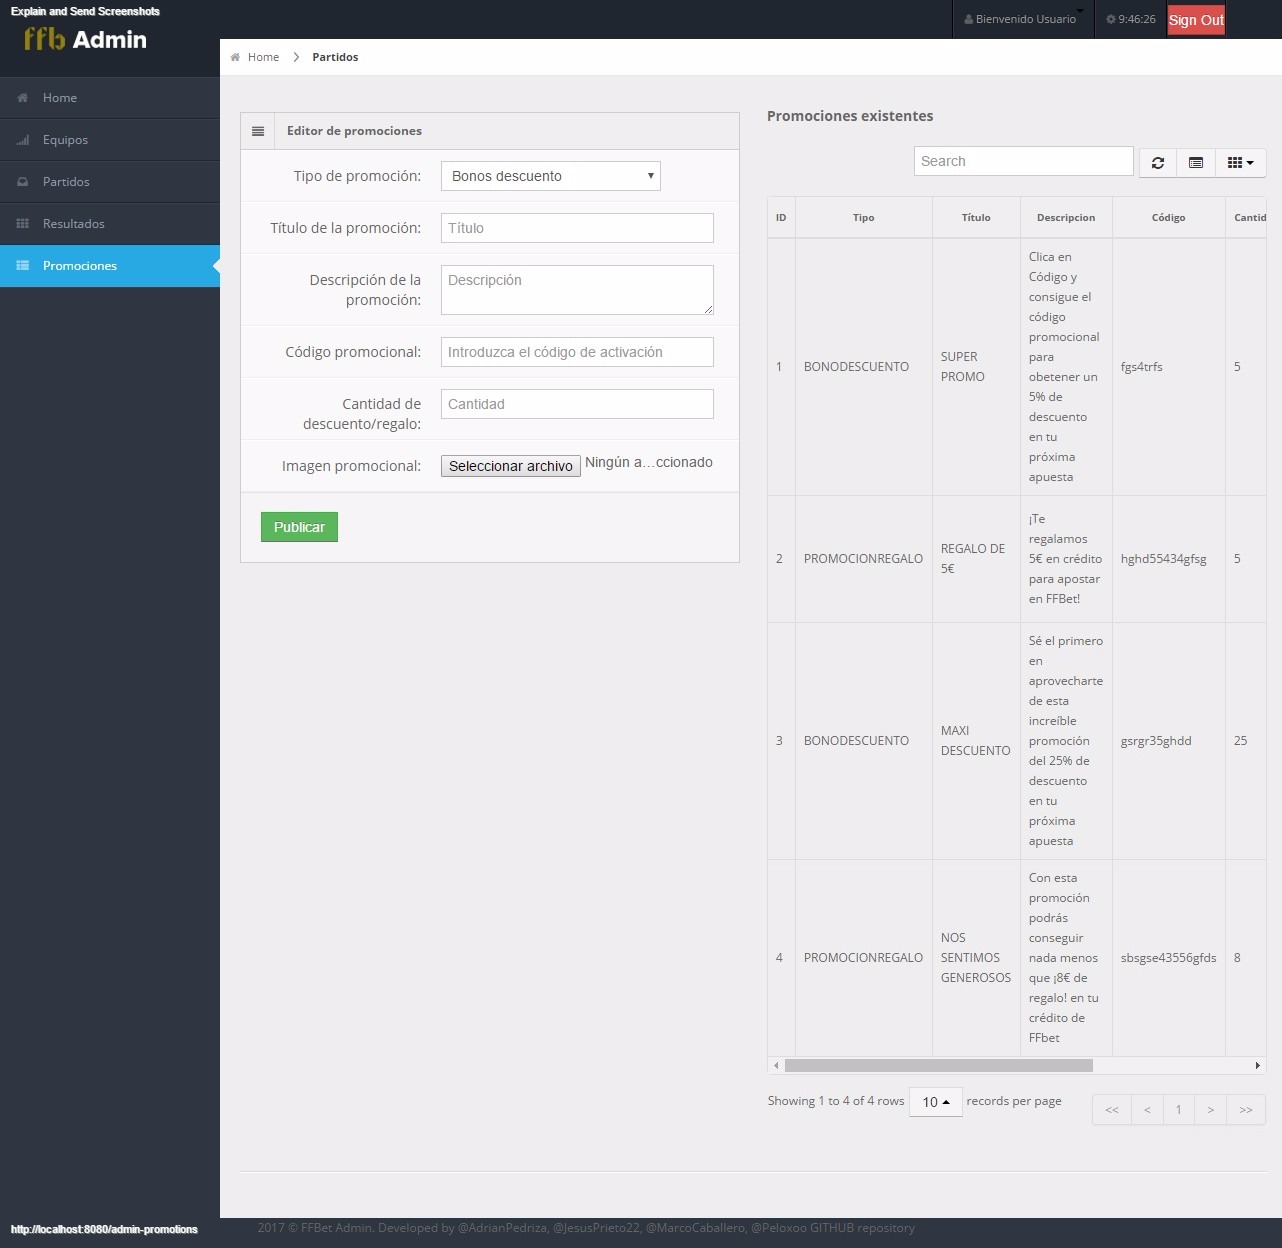 Explain and Send Screenshots
ffb Admin
Bienvenido Usuario
9:46:26
Sign Out
Home
Equipos
Partidos
Resultados
Promociones
Home > Partidos
Editor de promociones
Tipo de promoción:
Bonos descuento
Título de la promoción:
Título
Descripción de la
promoción:
Descripción
Código promocional:
Introduzca el código de activación
Cantidad de
descuento/regalo:
Cantidad
Imagen promocional:
Seleccionar archivo
Ningún a...ccionado
Publicar
Promociones existentes
Search
ID Tipo Título Descripcion Código Cantid
1
BONODESCUENTO
SUPER
PROMO
Clica en
Código y
consigue el
código
promocional
para
obetener un
5% de
descuento
en tu
próxima
apuesta
fgs4trfs
5
2
PROMOCIONREGALO
REGALO DE
5€
¡Te
regalamos
5€ en crédito
para apostar
en FFBet!
hghd55434gfsg
5
3
BONODESCUENTO
MAXI
DESCUENTO
Sé el primero
en
aprovecharte
de esta
increíble
promoción
del 25% de
descuento
en tu
próxima
apuesta
gsrgr35ghdd
25
4
PROMOCIONREGALO
NOS
SENTIMOS
GENEROSOS
Con esta
promoción
podrás
conseguir
nada menos
que ¡8€ de
regalo! en tu
crédito de
FFbet
sbsgse43556gfds
8
Showing 1 to 4 of 4 rows 10 records per page
<< < 1 > >>
http://localhost:8080/admin-promotions
2017 © FFBet Admin. Developed by @AdrianPedriza, @JesusPrieto22, @MarcoCaballero, @Peloxoo GITHUB repository